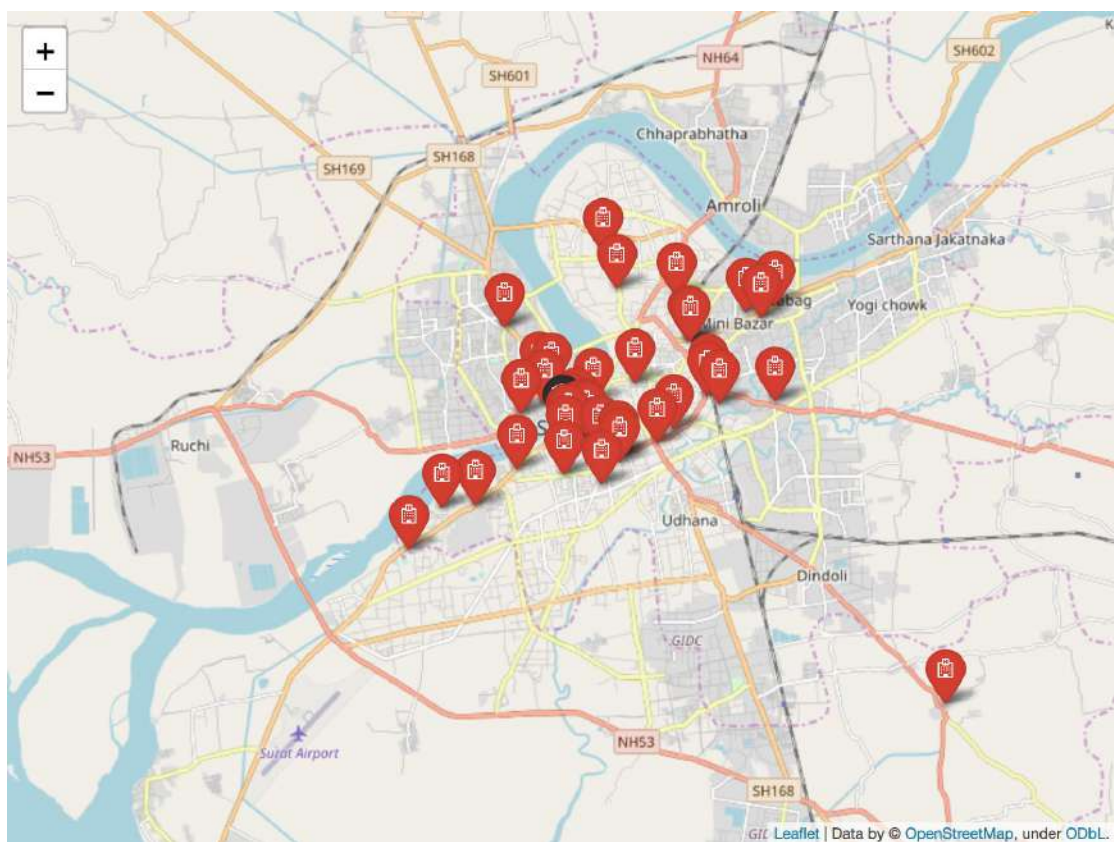 +
−
SH601
NH64
SH602
Chhaprabhatha
SH168
SH169
Amroli
Sarthana Jakatnaka
Yogi chowk
Mini Bazar
Ruchi
NH53
Udhana
Dindoli
GIDC
Surat Airport
NH53
SH168
Leaflet | Data by © OpenStreetMap, under ODbL.